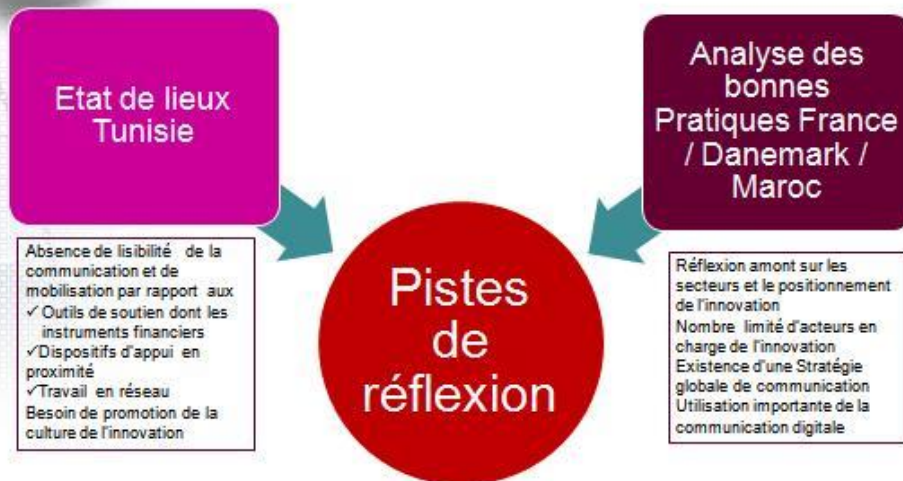 Etat de lieux
Tunisie
Analyse des
bonnes
Pratiques France
/ Danemark /
Maroc
Absence de lisibilité de la
communication et de
mobilisation par rapport aux
✓ Outils de soutien dont les
instruments financiers
✓Dispositifs d'appui en
proximité
✓Travail en réseau
Besoin de promotion de la
culture de l'innovation
Pistes
de
réflexion
Réflexion amont sur les
secteurs et le positionnement
de l'innovation
Nombre limité d'acteurs en
charge de l'innovation
Existence d'une Stratégie
globale de communication
Utilisation importante de la
communication digitale